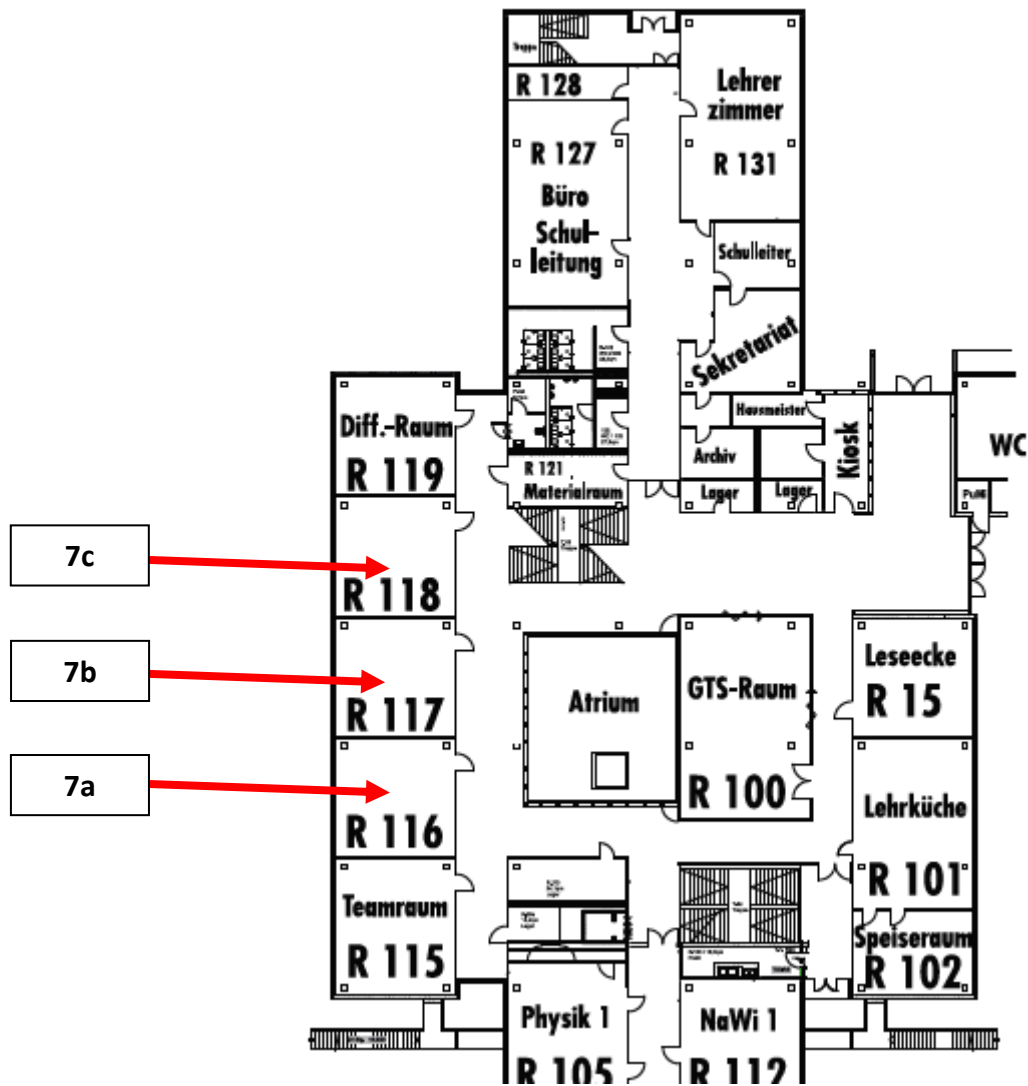 Treppe
R 128
Lehrer
zimmer
R 131
R 127
Büro
Schul-
leitung
Schulleiter
Sekretariat
Hausmeister
Kiosk
WC
Archiv
Lager
Lager
Diff.-Raum
R 119
R 121
Materialraum
7c
R 118
7b
R 117
7a
R 116
Teamraum
R 115
Atrium
GTS-Raum
R 100
Leseecke
R 15
Lehrküche
R 101
Speiseraum
R 102
Physik 1
R 105
NaWi 1
R 112